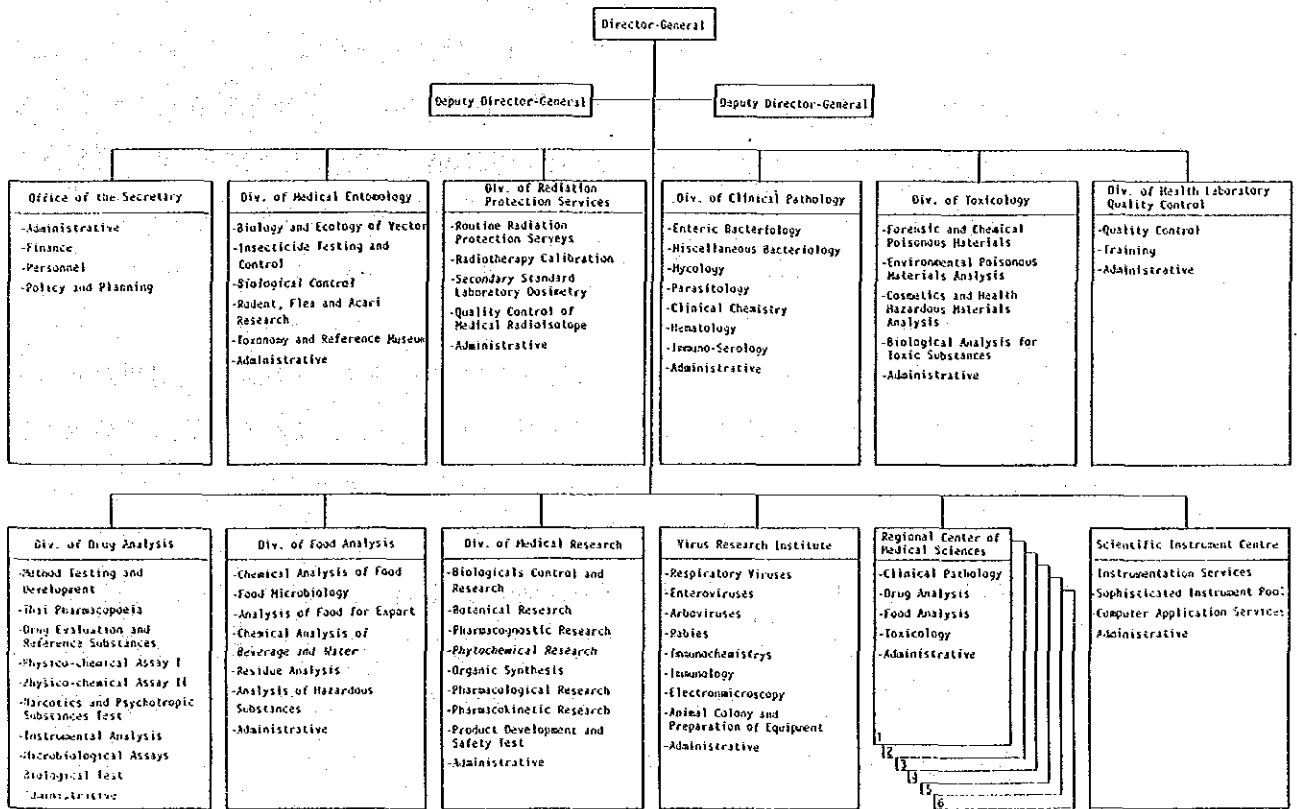 Director-General
Deputy Director-General
Deputy Director-General
Office of the Secretary
-Administrative
-Finance
-Personnel
-Policy and Planning
Div. of Medical Entomology
-Biology and Ecology of Vector
-Insecticide Testing and
Control
-Biological Control
-Rodent, Flea and Acari
Research
-Toxonomy and Reference Museum
-Administrative
Div. of Radiation
Protection Services
-Routine Radiation
Protection Surveys
-Radiotherapy Calibration
-Secondary Standard
Laboratory Dosimetry
-Quality Control of
Medical Radioisotope
-Administrative
Div. of Clinical Pathology
-Enteric Bacteriology
-Miscellaneous Bacteriology
-Mycology
-Parasitology
-Clinical Chemistry
-Hematology
-Immuno-Serology
-Administrative
Div. of Toxicology
-Forensic and Chemical
Poisonous Materials
-Environmental Poisonous
Materials Analysis
-Cosmetics and Health
Hazardous Materials
Analysis
-Biological Analysis for
Toxic Substances
-Administrative
Div. of Health Laboratory
Quality Control
-Quality Control
-Training
-Administrative
Div. of Drug Analysis
-Method Testing and
Development
-Thai Pharmacopoeia
-Drug Evaluation and
Reference Substances
-Physico-chemical Assay I
-Physico-chemical Assay II
-Narcotics and Psychotropic
Substances Test
-Instrumental Analysis
-Microbiological Assays
Biological Test
Administrative
Div. of Food Analysis
-Chemical Analysis of Food
-Food Microbiology
-Analysis of Food for Export
-Chemical Analysis of
Beverage and Water
-Residue Analysis
-Analysis of Hazardous
Substances
-Administrative
Div. of Medical Research
-Biologicals Control and
Research
-Botanical Research
-Pharmacognostic Research
-Phytochemical Research
-Organic Synthesis
-Pharmacological Research
-Pharmacokinetic Research
-Product Development and
Safety Test
-Administrative
Virus Research Institute
-Respiratory Viruses
-Enteroviruses
-Arboviruses
-Rabies
-Immunochemistrys
-Immunology
-Electronmicroscopy
-Animal Colony and
Preparation of Equipment
-Administrative
Regional Center of
Medical Sciences
-Clinical Pathology
-Drug Analysis
-Food Analysis
-Toxicology
-Administrative
1
2
3
4
5
6
Scientific Instrument Centre
Instrumentation Services
Sophisticated Instrument Pool
Computer Application Services
Administrative